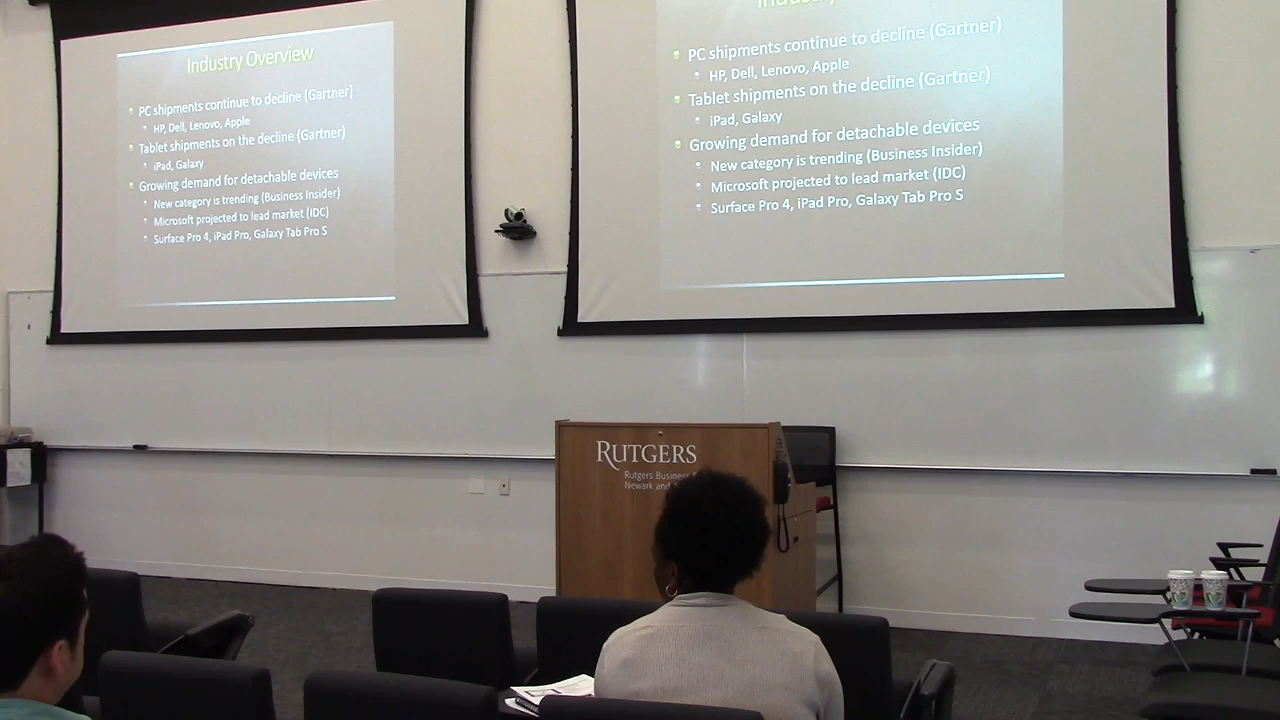 Industry Overview
PC shipments continue to decline (Gartner)
HP, Dell, Lenovo, Apple
Tablet shipments on the decline (Gartner)
iPad, Galaxy
Growing demand for detachable devices
New category is trending (Business Insider)
Microsoft projected to lead market (IDC)
Surface Pro 4, iPad Pro, Galaxy Tab Pro S
Industry
PC shipments continue to decline (Gartner)
HP, Dell, Lenovo, Apple
Tablet shipments on the decline (Gartner)
iPad, Galaxy
Growing demand for detachable devices
New category is trending (Business Insider)
Microsoft projected to lead market (IDC)
Surface Pro 4, iPad Pro, Galaxy Tab Pro S
RUTGERS
Rutgers Business
Newark and